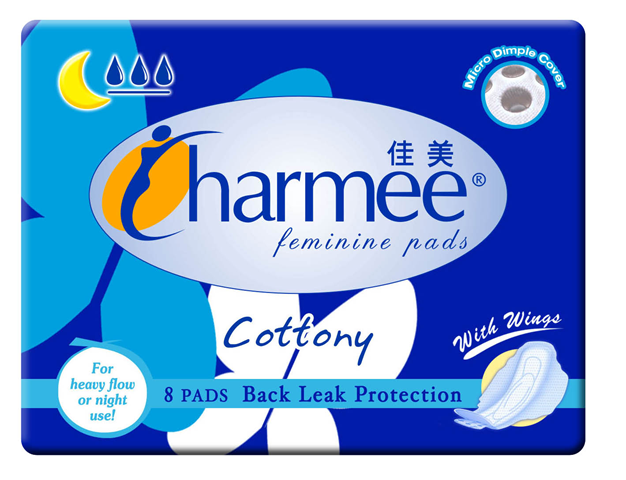 Micro Dimple Cover
佳美
Charmee®
feminine pads
Cottony
With Wings
For
heavy flow
or night
use!
8 PADS Back Leak Protection